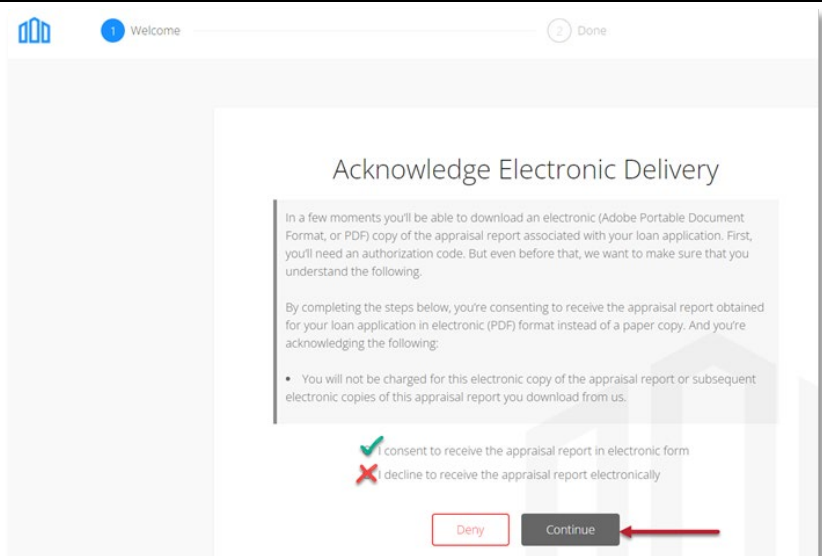 1 Welcome
2 Done
Acknowledge Electronic Delivery
In a few moments you'll be able to download an electronic (Adobe Portable Document
Format, or PDF) copy of the appraisal report associated with your loan application. First,
you'll need an authorization code. But even before that, we want to make sure that you
understand the following.
By completing the steps below, you're consenting to receive the appraisal report obtained
for your loan application in electronic (PDF) format instead of a paper copy. And you're
acknowledging the following:
• You will not be charged for this electronic copy of the appraisal report or subsequent
electronic copies of this appraisal report you download from us.
I consent to receive the appraisal report in electronic form
I decline to receive the appraisal report electronically
Deny
Continue